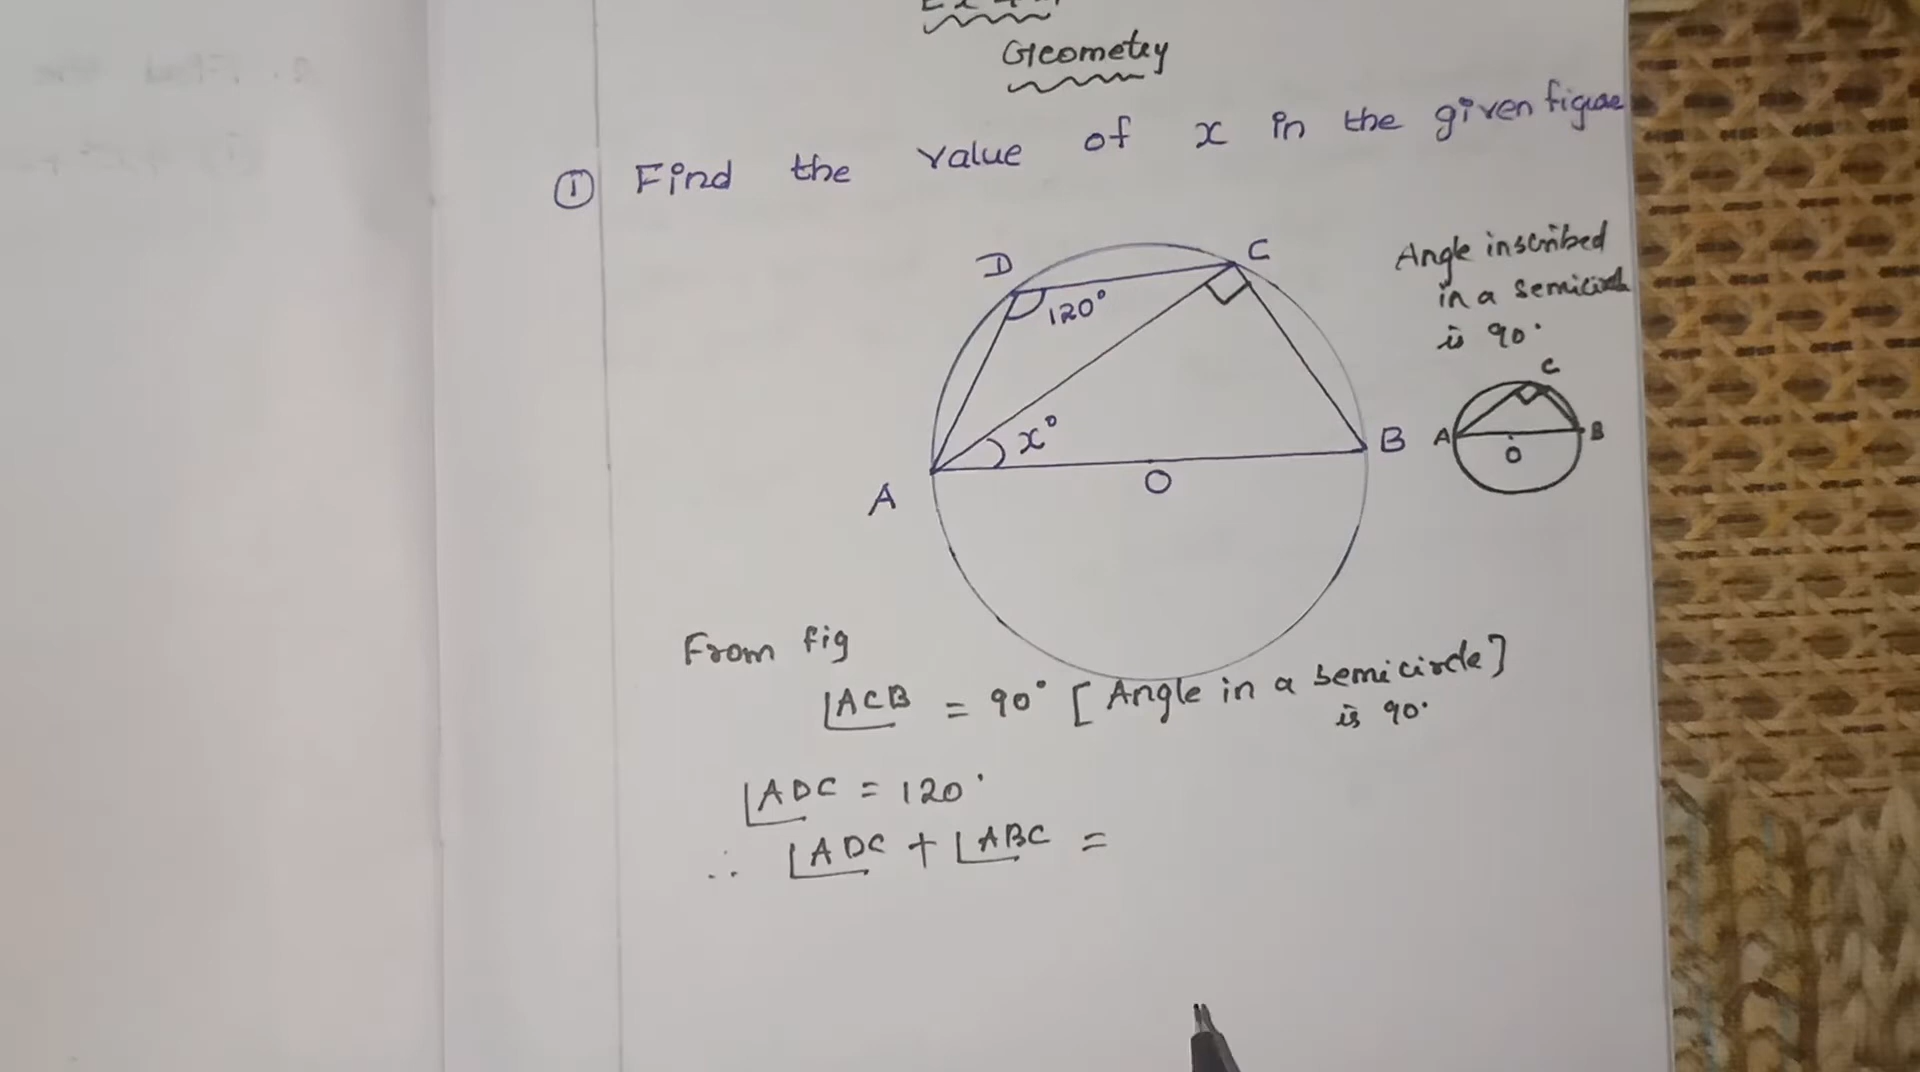 Geometry
① Find the value of x in the given figure
D
C
120°
x°
A
B
O
Angle inscribed
in a semicircle
is 90°
C
A
B
O
From fig
∠ACB = 90° [Angle in a semicircle]
is 90°
∠ADC = 120°
∴ ∠ADC + ∠ABC =